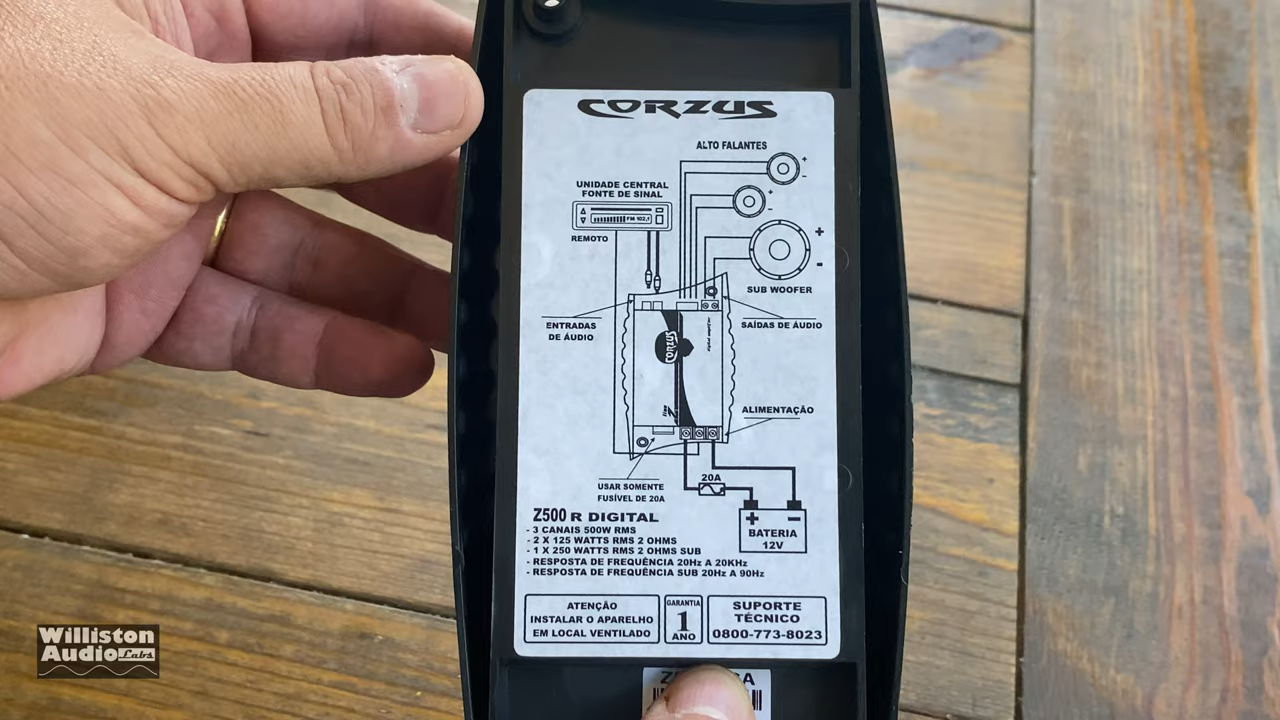 CORZUS
ALTO FALANTES
UNIDADE CENTRAL
FONTE DE SINAL
FM 102,1
REMOTO
+
-
+
-
+
-
SUB WOOFER
ENTRADAS
DE ÁUDIO
SAÍDAS DE ÁUDIO
CORZUS
ALIMENTAÇÃO
USAR SOMENTE
FUSÍVEL DE 20A
20A
+ -
BATERIA
12V
Z500 R DIGITAL
- 3 CANAIS 500W RMS
- 2 X 125 WATTS RMS 2 OHMS
- 1 X 250 WATTS RMS 2 OHMS SUB
- RESPOSTA DE FREQUÊNCIA 20Hz A 20KHz
- RESPOSTA DE FREQUÊNCIA SUB 20Hz A 90Hz
ATENÇÃO
INSTALAR O APARELHO
EM LOCAL VENTILADO
GARANTIA
1
ANO
SUPORTE
TÉCNICO
0800-773-8023
Williston
Audio Labs